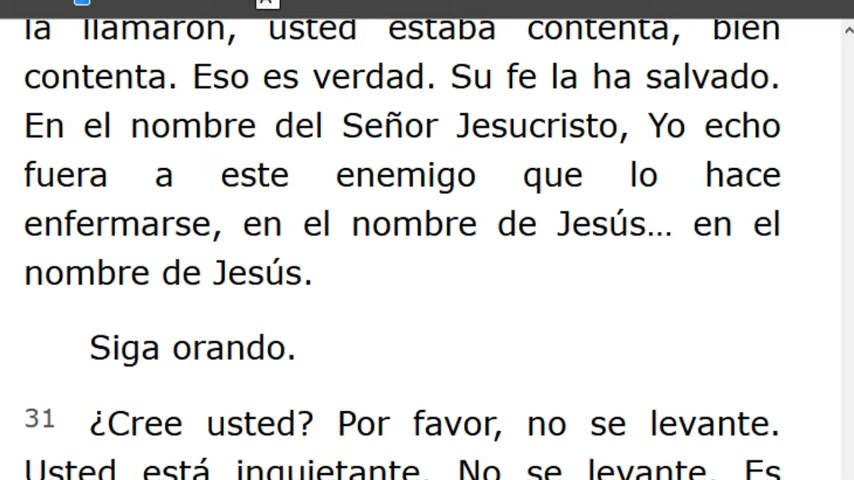 la llamaron, usted estaba contenta, bien
contenta. Eso es verdad. Su fe la ha salvado.
En el nombre del Señor Jesucristo, Yo echo
fuera a este enemigo que lo hace
enfermarse, en el nombre de Jesús... en el
nombre de Jesús.
Siga orando.
31 ¿Cree usted? Por favor, no se levante.
Usted está inquietante. No se levante. Es